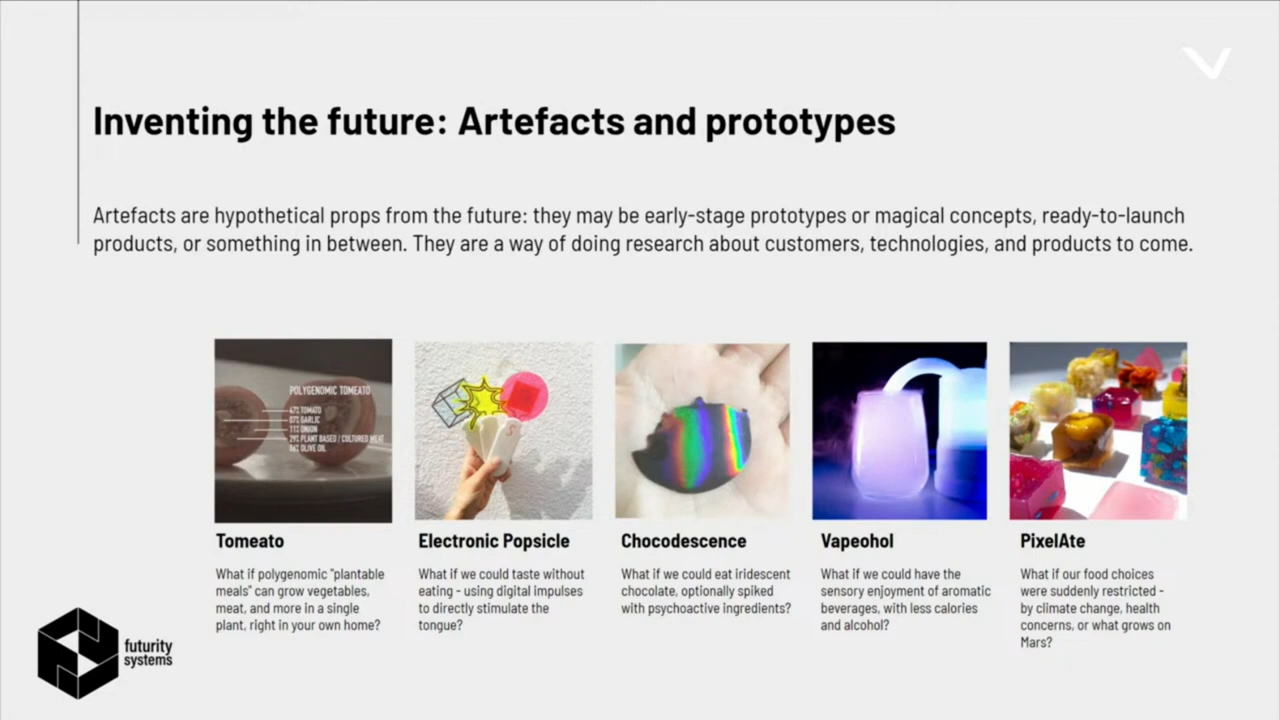 Inventing the future: Artefacts and prototypes
Artefacts are hypothetical props from the future: they may be early-stage prototypes or magical concepts, ready-to-launch
products, or something in between. They are a way of doing research about customers, technologies, and products to come.
POLYGENOMIC TOMEATO
47% TOMATO
07% GARLIC
11% ONION
29% PLANT BASED / CULTURED MEAT
OLIVE OIL
Tomeato
What if polygenomic "plantable
meals" can grow vegetables,
meat, and more in a single
plant, right in your own home?
Electronic Popsicle
What if we could taste without
eating - using digital impulses
to directly stimulate the
tongue?
Chocodescence
What if we could eat iridescent
chocolate, optionally spiked
with psychoactive ingredients?
Vapeohol
What if we could have the
sensory enjoyment of aromatic
beverages, with less calories
and alcohol?
PixelAte
What if our food choices
were suddenly restricted -
by climate change, health
concerns, or what grows on
Mars?
futurity
systems